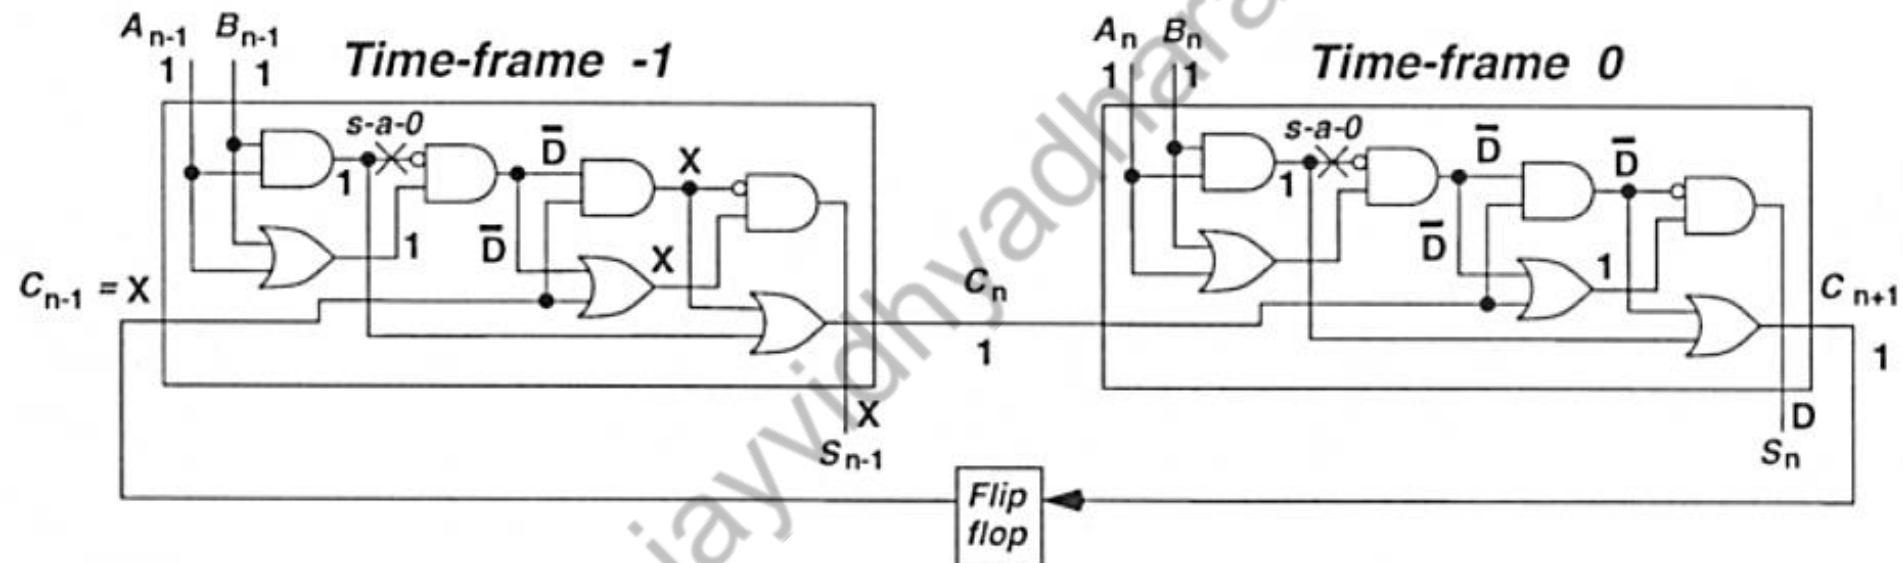 A n-1 B n-1
1 1
Time-frame -1
s-a-0
1
D̅
X
D̅
X
1
C n-1 = X
X
S n-1
C n
1
A n B n
1 1
Time-frame 0
s-a-0
1
D̅
D̅
D̅
1
C n+1
1
D
S n
Flip
flop
jayvidhyadhara